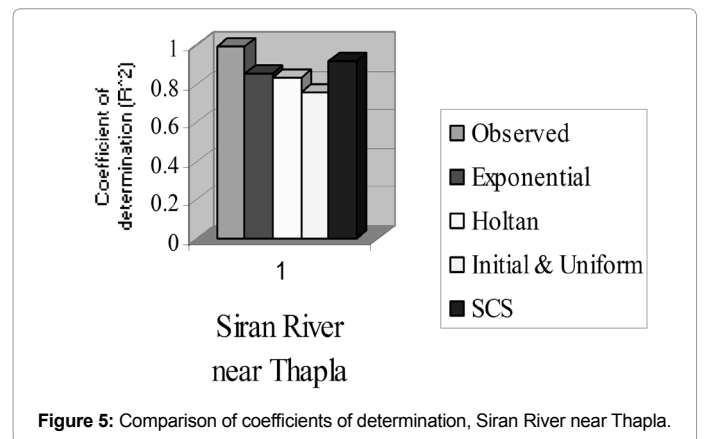 Coefficient of
determination (R^2)
1
0.8
0.6
0.4
0.2
0
1
Siran River
near Thapla
Observed
Exponential
Holtan
Initial & Uniform
SCS
Figure 5: Comparison of coefficients of determination, Siran River near Thapla.